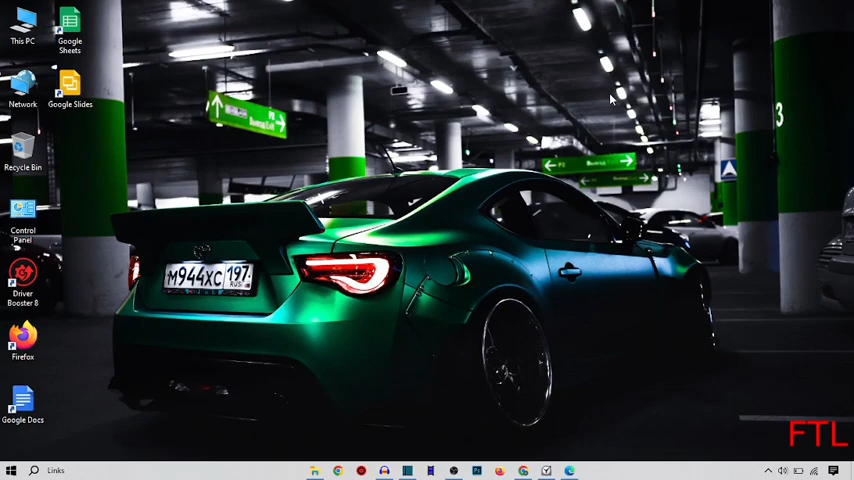 This PC
Google
Sheets
Network
Google Slides
Recycle Bin
Control
Panel
Driver
Booster 8
Firefox
Google Docs
P2
3
M944XC 197
RUS
FTL
Links